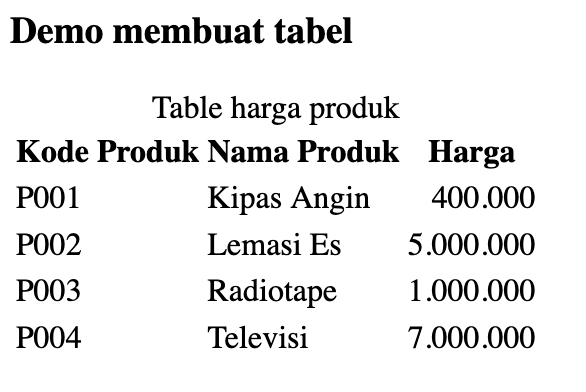 Demo membuat tabel
Table harga produk
Kode Produk Nama Produk Harga
P001 Kipas Angin 400.000
P002 Lemasi Es 5.000.000
P003 Radiotape 1.000.000
P004 Televisi 7.000.000